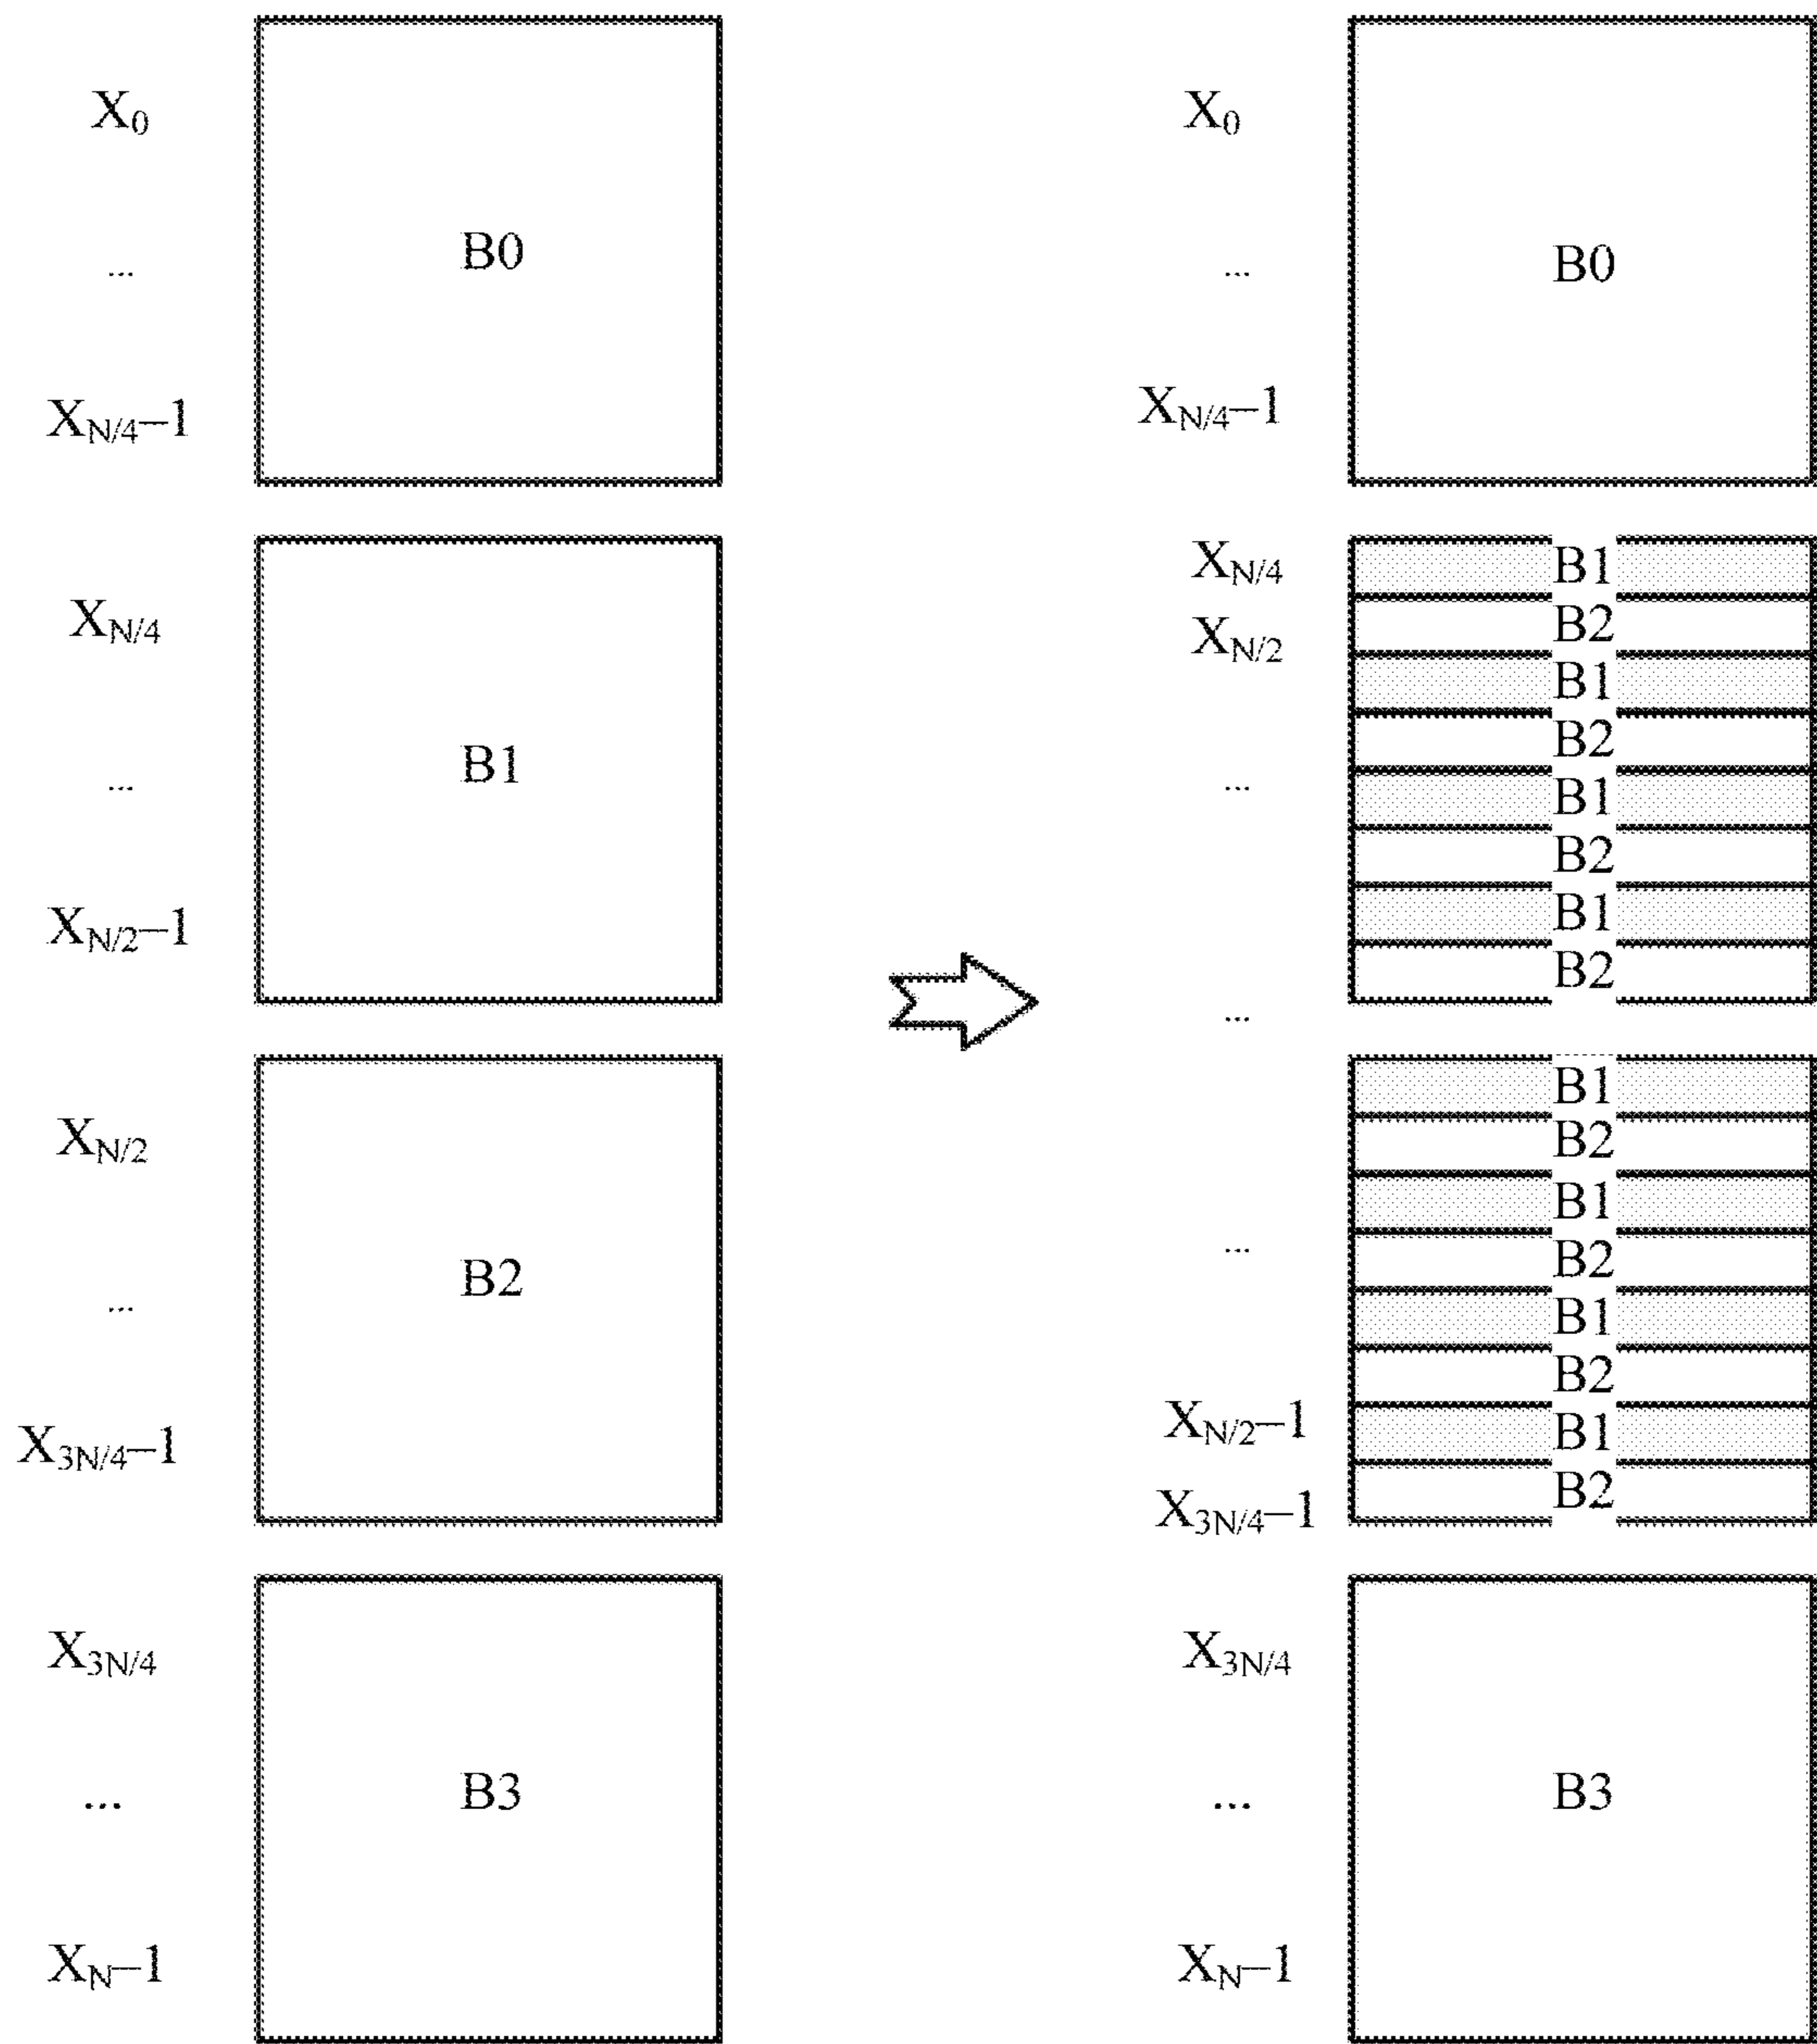 X0
...
B0
XN/4–1
XN/4
...
B1
XN/2–1
XN/2
...
B2
X3N/4–1
X3N/4
...
B3
XN–1
X0
...
B0
XN/4–1
XN/4
B1
XN/2
B2
B1
B2
...
B1
B2
B1
B2
...
B1
B2
B1
...
B2
B1
B2
XN/2–1
B1
X3N/4–1
B2
X3N/4
...
B3
XN–1